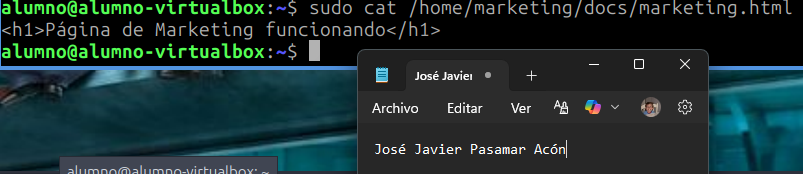 alumno@alumno-virtualbox:~$ sudo cat /home/marketing/docs/marketing.html
<h1>Página de Marketing funcionando</h1>
alumno@alumno-virtualbox:~$
José Javier
Archivo Editar Ver
José Javier Pasamar Acón
alumno@alumno-virtualbox: ~